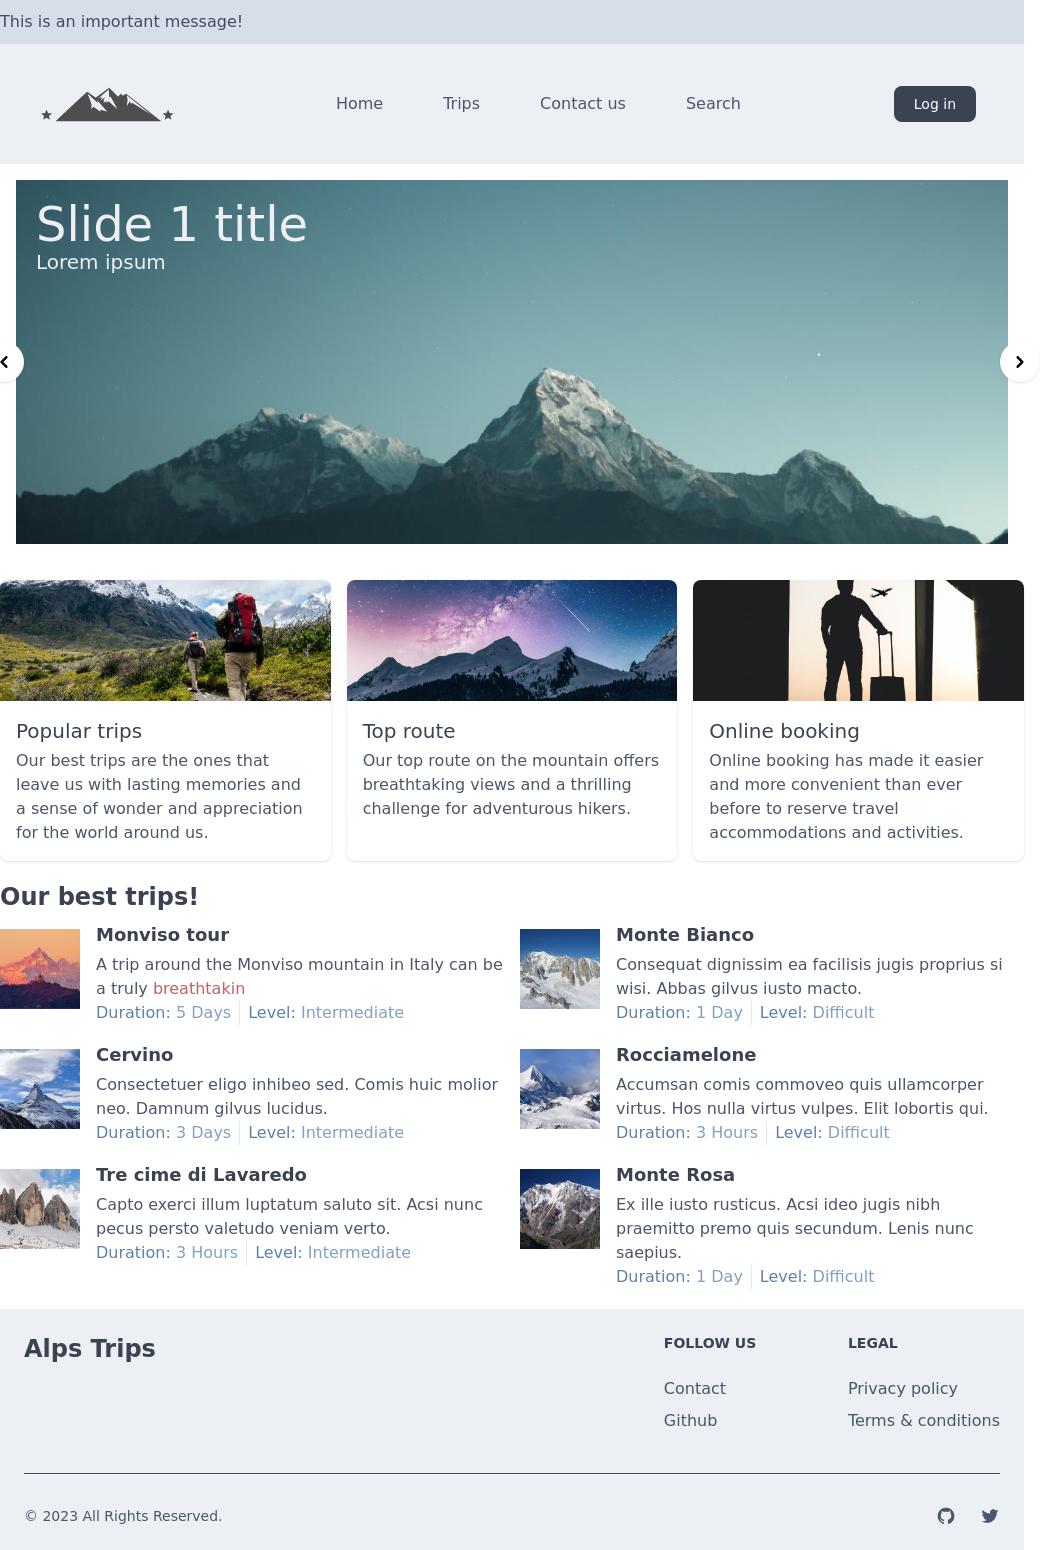 This is an important message!
Home Trips Contact us Search Log in
Slide 1 title
Lorem ipsum
Popular trips
Our best trips are the ones that
leave us with lasting memories and
a sense of wonder and appreciation
for the world around us.
Top route
Our top route on the mountain offers
breathtaking views and a thrilling
challenge for adventurous hikers.
Online booking
Online booking has made it easier
and more convenient than ever
before to reserve travel
accommodations and activities.
Our best trips!
Monviso tour
A trip around the Monviso mountain in Italy can be
a truly breathtakin
Duration: 5 Days Level: Intermediate
Monte Bianco
Consequat dignissim ea facilisis jugis proprius si
wisi. Abbas gilvus iusto macto.
Duration: 1 Day Level: Difficult
Cervino
Consectetuer eligo inhibeo sed. Comis huic molior
neo. Damnum gilvus lucidus.
Duration: 3 Days Level: Intermediate
Rocciamelone
Accumsan comis commoveo quis ullamcorper
virtus. Hos nulla virtus vulpes. Elit lobortis qui.
Duration: 3 Hours Level: Difficult
Tre cime di Lavaredo
Capto exerci illum luptatum saluto sit. Acsi nunc
pecus persto valetudo veniam verto.
Duration: 3 Hours Level: Intermediate
Monte Rosa
Ex ille iusto rusticus. Acsi ideo jugis nibh
praemitto premo quis secundum. Lenis nunc
saepius.
Duration: 1 Day Level: Difficult
Alps Trips
FOLLOW US
Contact
Github
LEGAL
Privacy policy
Terms & conditions
© 2023 All Rights Reserved.